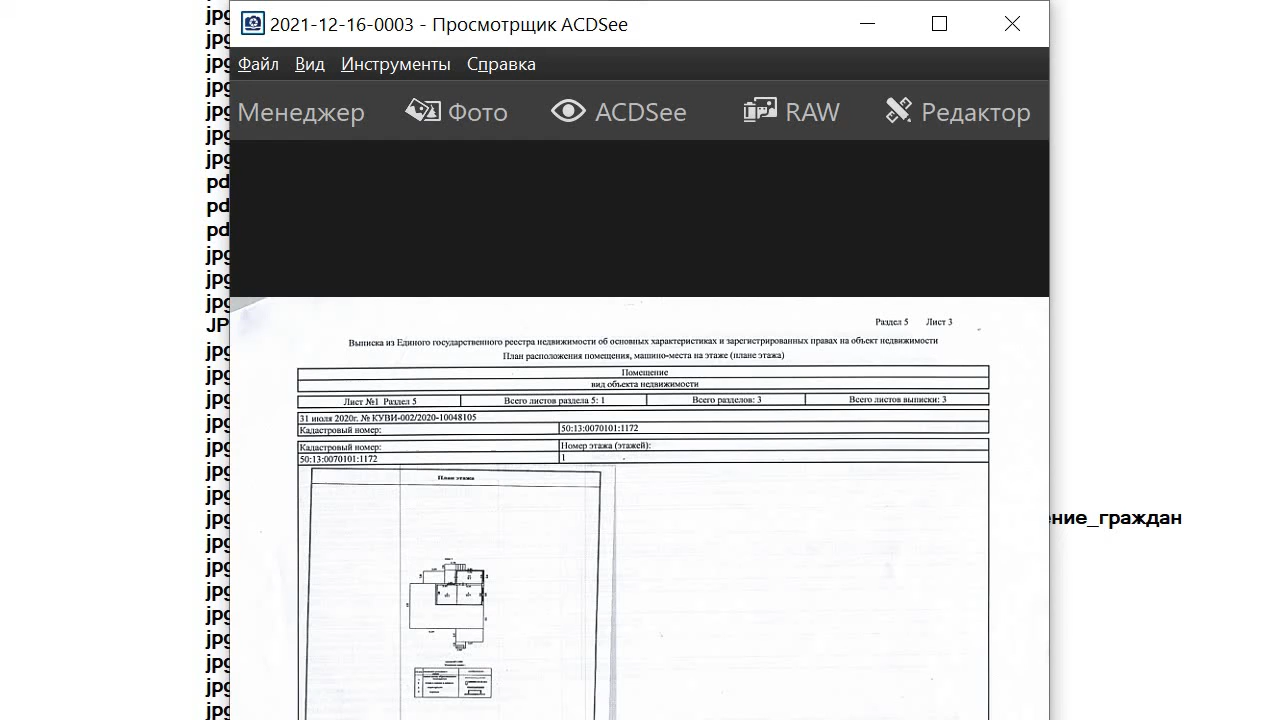 2021-12-16-0003 - Просмотрщик ACDSee
Файл Вид Инструменты Справка
Менеджер Фото ACDSee RAW Редактор
Раздел 5 Лист 3
Выписка из Единого государственного реестра недвижимости об основных характеристиках и зарегистрированных правах на объект недвижимости
План расположения помещения, машино-места на этаже (плане этажа)
Помещение
вид объекта недвижимости
Лист №1 Раздел 5 Всего листов раздела 5: 1 Всего разделов: 3 Всего листов выписки: 3
31 июля 2020г. № КУВИ-002/2020-10048105
Кадастровый номер: 50:13:0070101:1172
Кадастровый номер: Номер этажа (этажей):
50:13:0070101:1172 1
План этажа
jpg
jpg
jpg
jpg
jpg
jpg
jpg
pd
pd
pd
jpg
jpg
jpg
JP
jpg
jpg
jpg
jpg
jpg
jpg
jpg
jpg ение_граждан
jpg
jpg
jpg
jpg
jpg
jpg
jpg
jpg